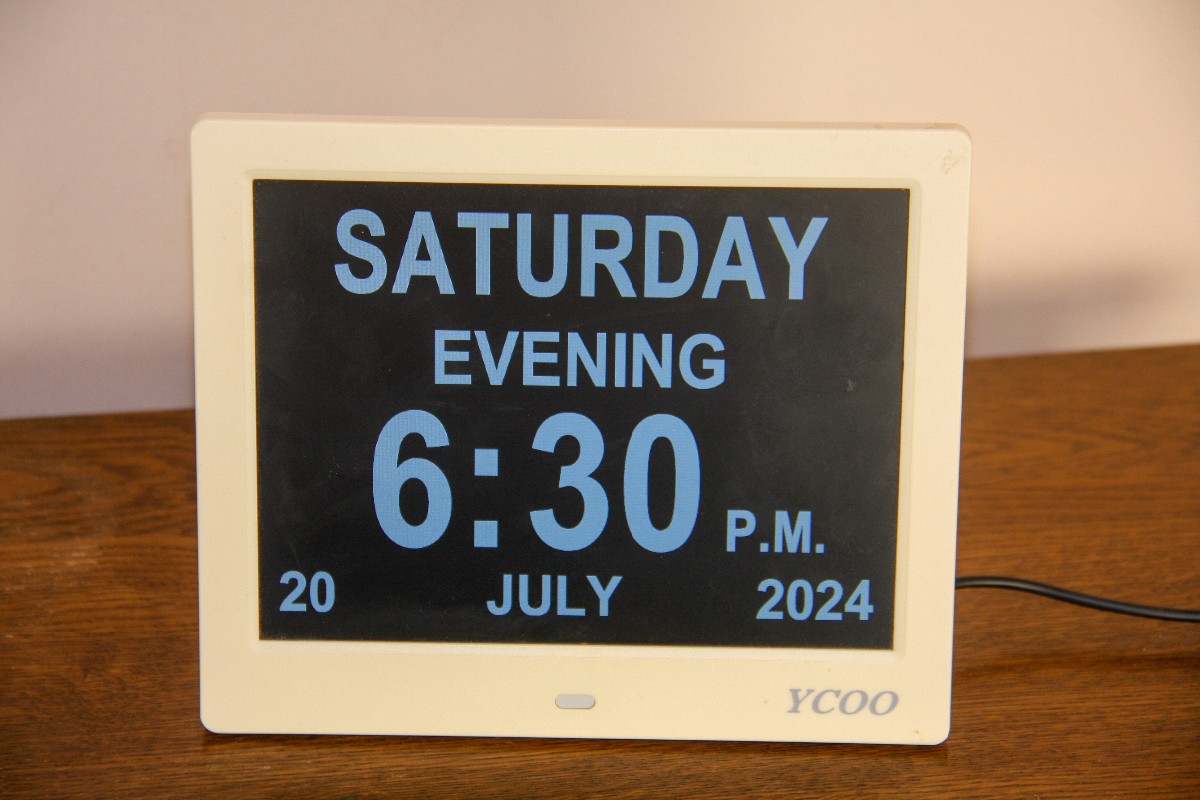 SATURDAY
EVENING
6:30 P.M.
20 JULY 2024
YCOO